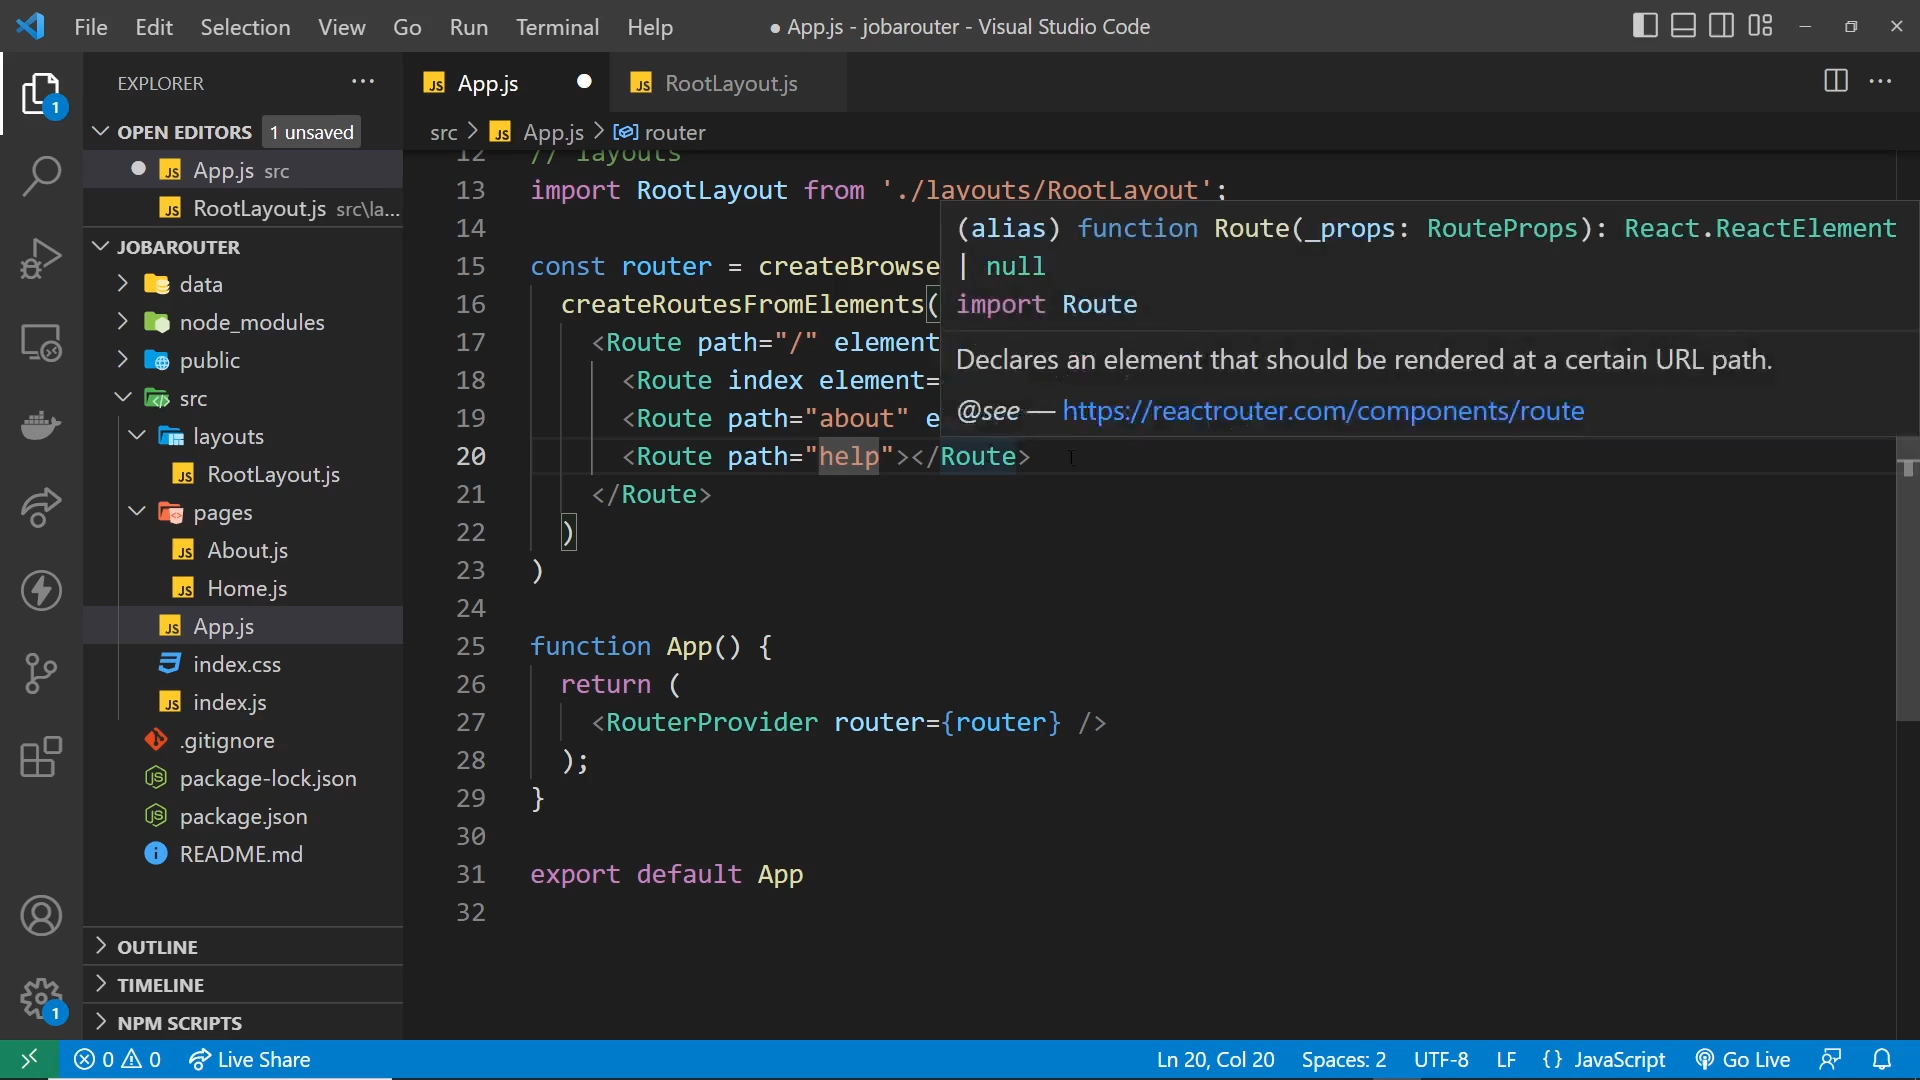 File Edit Selection View Go Run Terminal Help
● App.js - jobarouter - Visual Studio Code
EXPLORER
1
OPEN EDITORS 1 unsaved
App.js src
RootLayout.js src\la...
JOBAROUTER
data
node_modules
public
src
layouts
RootLayout.js
pages
About.js
Home.js
App.js
index.css
index.js
.gitignore
package-lock.json
package.json
README.md
OUTLINE
TIMELINE
NPM SCRIPTS
1
JS App.js
JS RootLayout.js
src > JS App.js > router
12 // layouts
13 import RootLayout from './layouts/RootLayout';
14
15 const router = createBrowse
16 createRoutesFromElements(
17 <Route path="/" element
18 <Route index element=
19 <Route path="about" e
20 <Route path="help"></Route>
21 </Route>
22 )
23 )
24
25 function App() {
26 return (
27 <RouterProvider router={router} />
28 );
29 }
30
31 export default App
32
(alias) function Route(_props: RouteProps): React.ReactElement
| null
import Route
Declares an element that should be rendered at a certain URL path.
@see — https://reactrouter.com/components/route
0 0 Live Share
Ln 20, Col 20 Spaces: 2 UTF-8 LF {} JavaScript Go Live